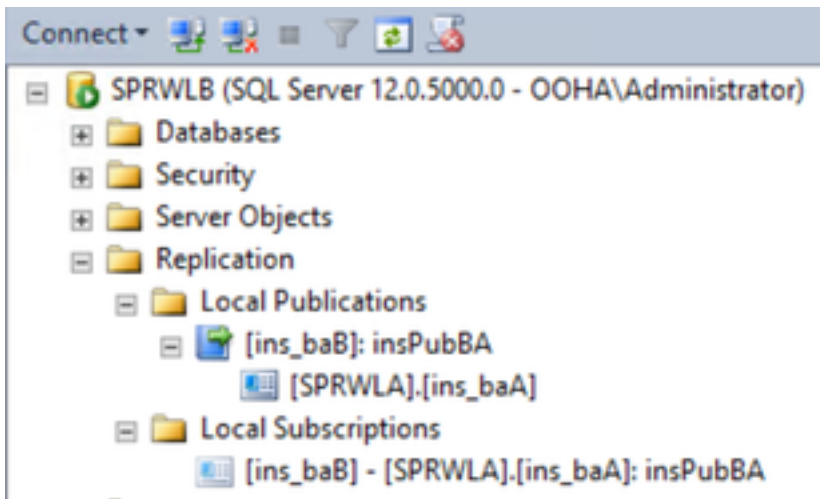 Connect
SPRWLB (SQL Server 12.0.5000.0 - OOHA\Administrator)
Databases
Security
Server Objects
Replication
Local Publications
[ins_baB]: insPubBA
[SPRWLA].[ins_baA]
Local Subscriptions
[ins_baB] - [SPRWLA].[ins_baA]: insPubBA